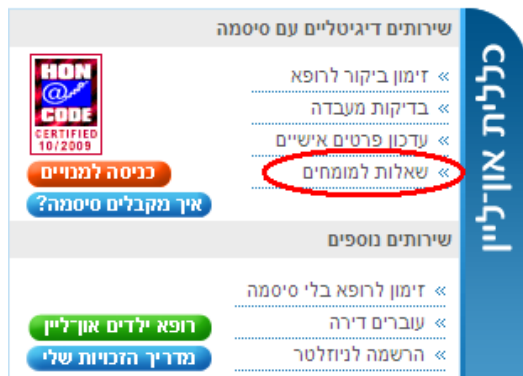 כללית און־ליין
שירותים דיגיטליים עם סיסמה
» זימון ביקור לרופא
» בדיקות מעבדה
» עדכון פרטים אישיים
» שאלות למומחים
HON
@
CODE
CERTIFIED
10/2009
כניסה למנויים
איך מקבלים סיסמה?
שירותים נוספים
» זימון לרופא בלי סיסמה
» עוברים דירה
» הרשמה לניוזלטר
רופא ילדים און־ליין
מדריך הזכויות שלי